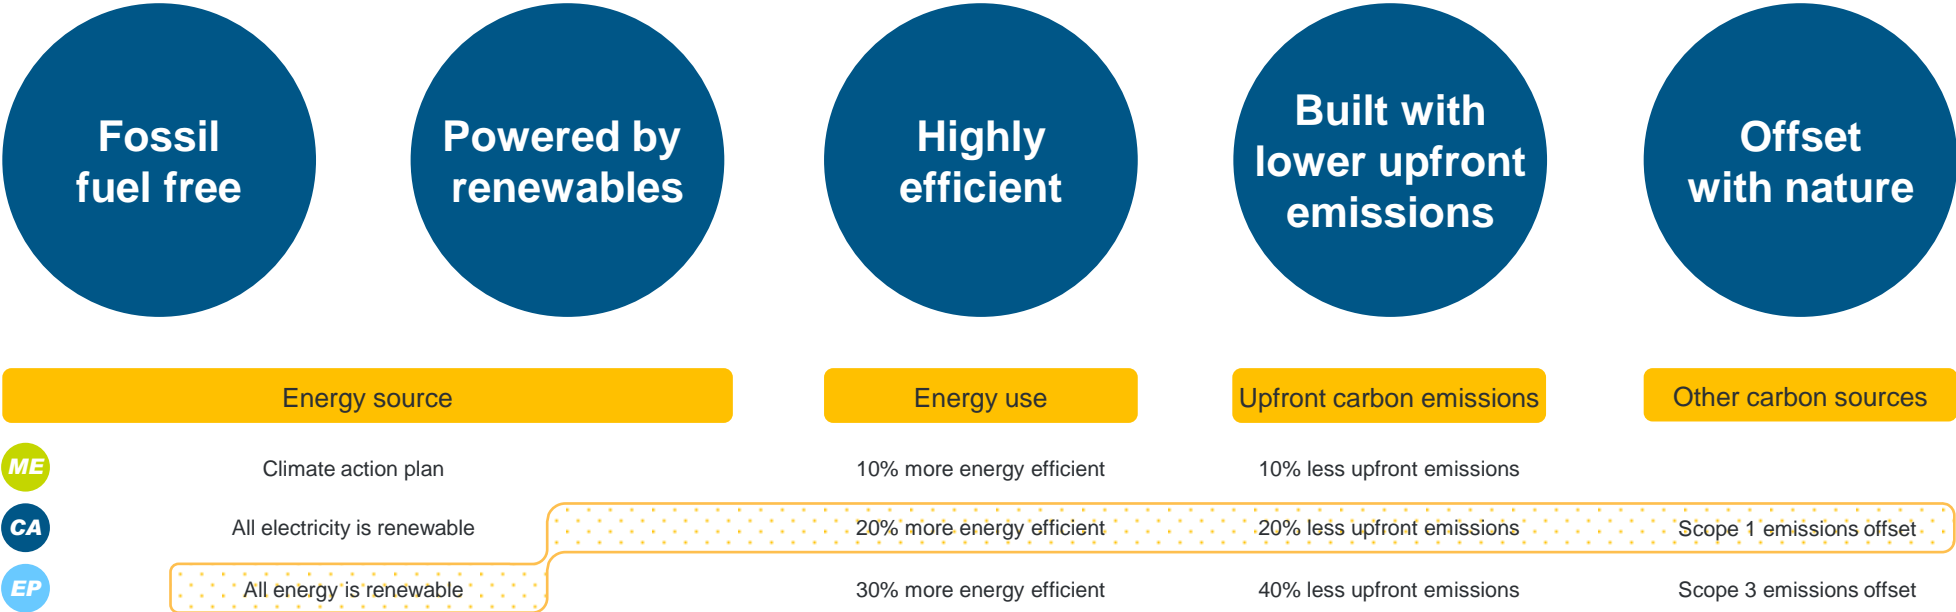 Fossil
fuel free
Powered by
renewables
Highly
efficient
Built with
lower upfront
emissions
Offset
with nature
Energy source
Energy use
Upfront carbon emissions
Other carbon sources
ME
Climate action plan
10% more energy efficient
10% less upfront emissions
CA
All electricity is renewable
20% more energy efficient
20% less upfront emissions
Scope 1 emissions offset
EP
All energy is renewable
30% more energy efficient
40% less upfront emissions
Scope 3 emissions offset